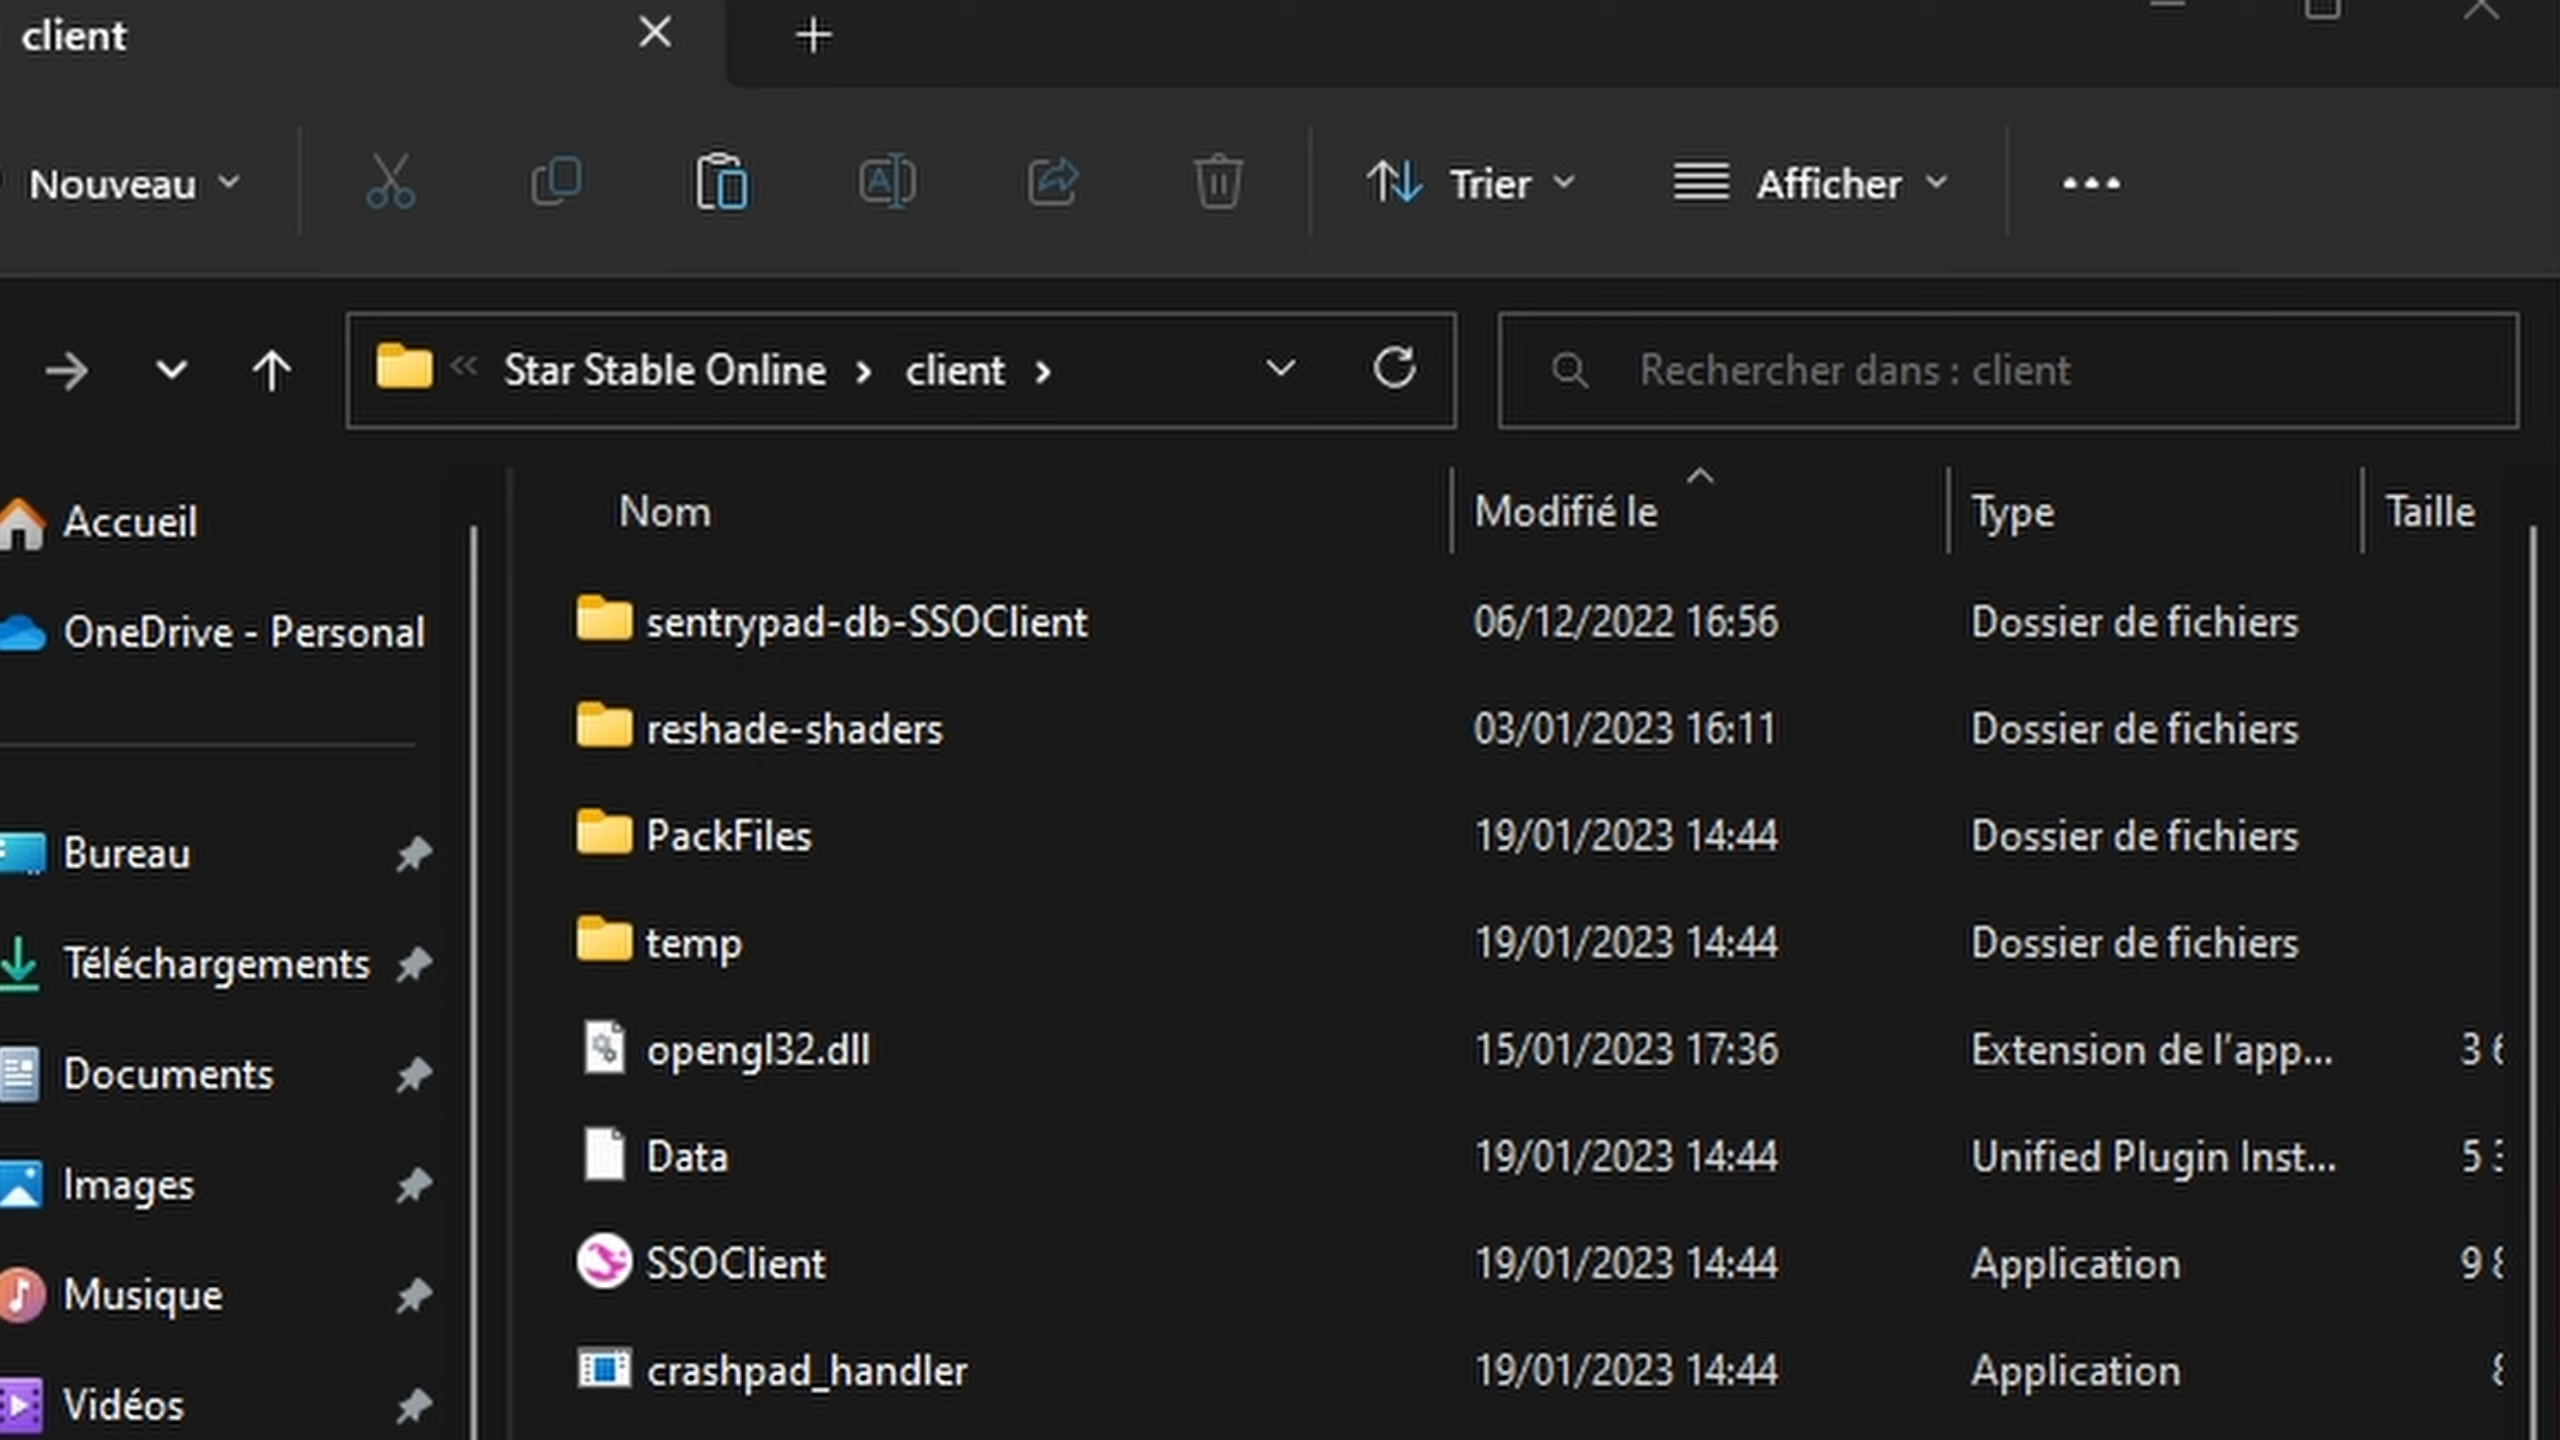 client
Nouveau
Trier
Afficher
Star Stable Online
client
Rechercher dans : client
Accueil
OneDrive - Personal
Bureau
Téléchargements
Documents
Images
Musique
Vidéos
Nom Modifié le Type Taille
sentrypad-db-SSOClient 06/12/2022 16:56 Dossier de fichiers
reshade-shaders 03/01/2023 16:11 Dossier de fichiers
PackFiles 19/01/2023 14:44 Dossier de fichiers
temp 19/01/2023 14:44 Dossier de fichiers
opengl32.dll 15/01/2023 17:36 Extension de l'app... 3
Data 19/01/2023 14:44 Unified Plugin Inst... 5
SSOClient 19/01/2023 14:44 Application 9
crashpad_handler 19/01/2023 14:44 Application